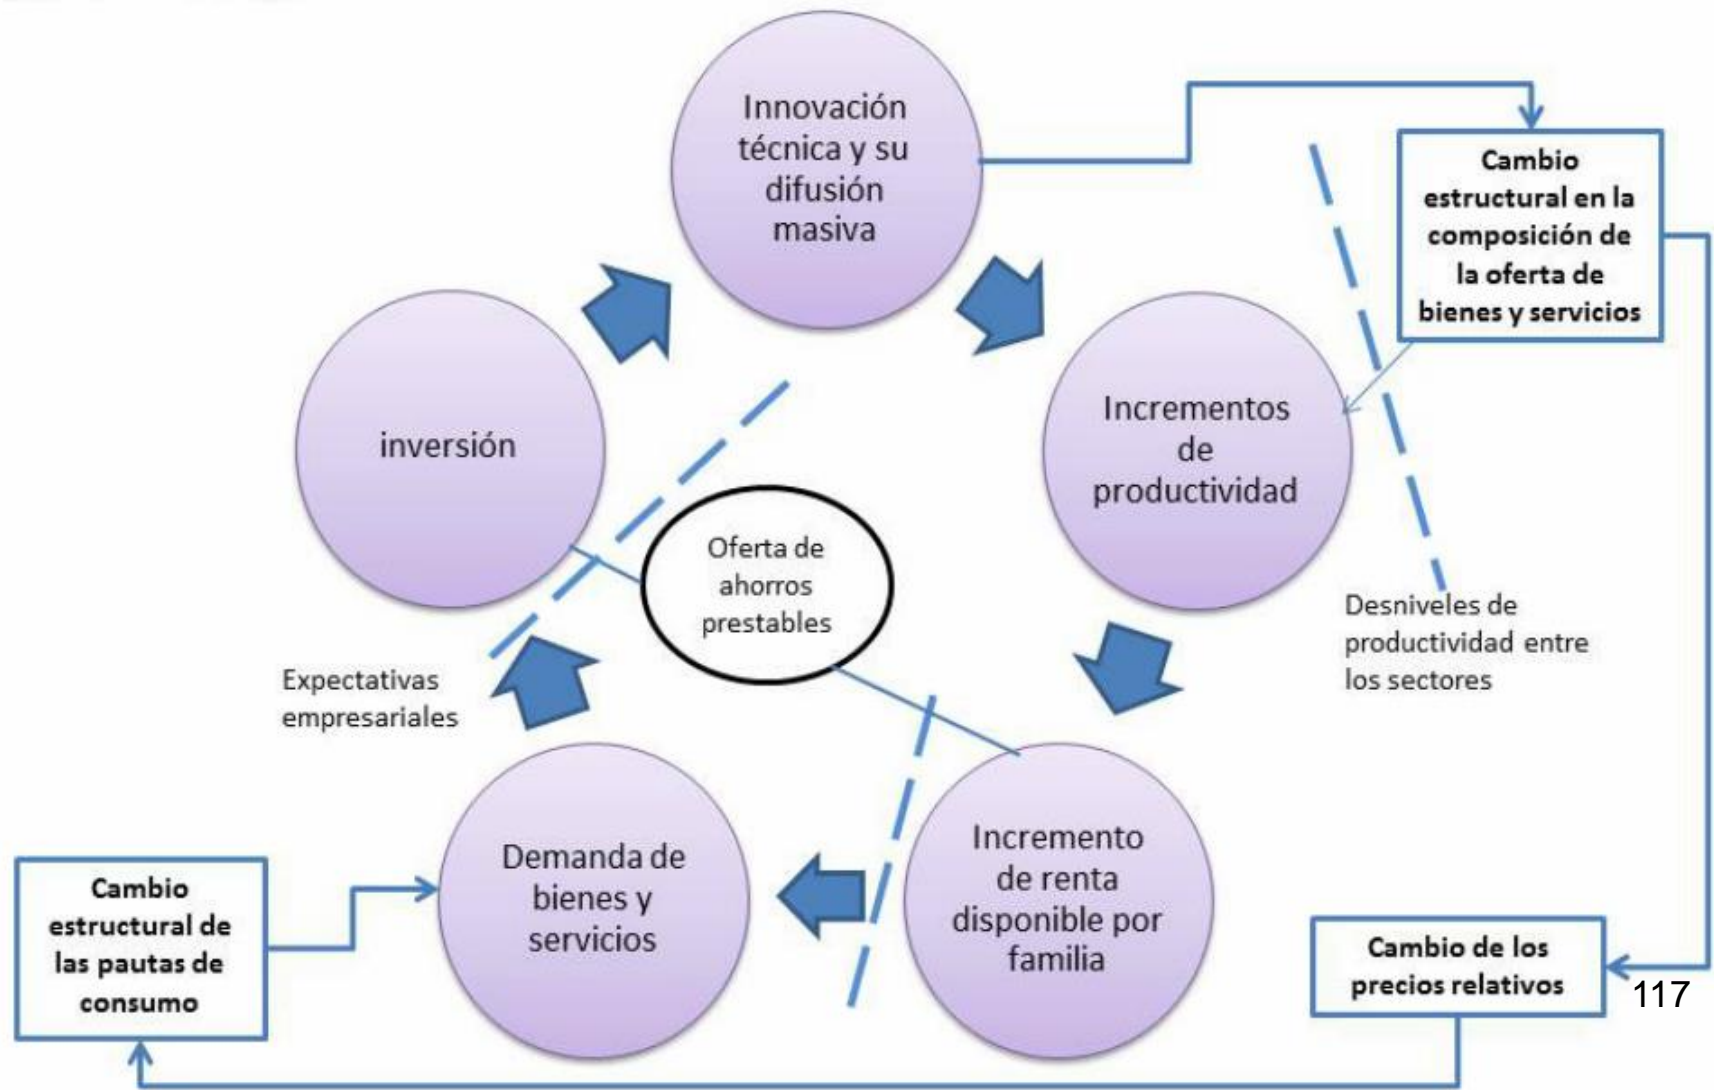 Innovación
técnica y su
difusión
masiva
Cambio
estructural en la
composición de
la oferta de
bienes y servicios
inversión
Incrementos
de
productividad
Oferta de
ahorros
prestables
Desniveles de
productividad entre
los sectores
Expectativas
empresariales
Demanda de
bienes y
servicios
Incremento
de renta
disponible por
familia
Cambio
estructural de
las pautas de
consumo
Cambio de los
precios relativos
117